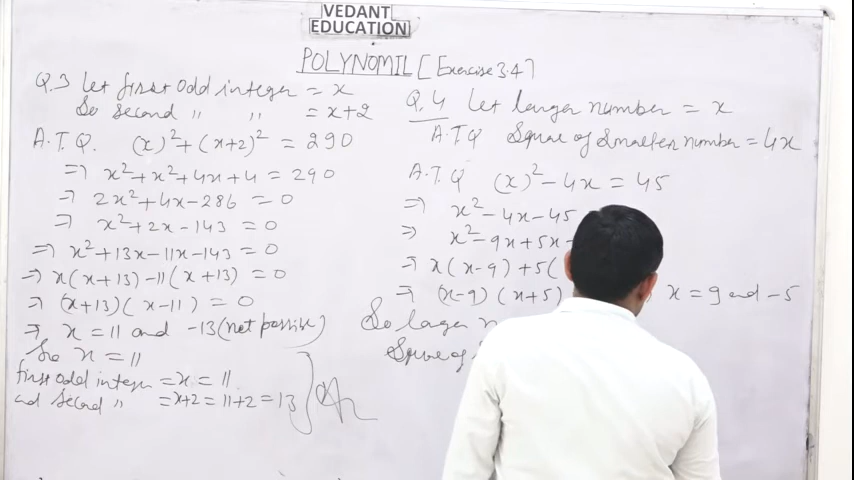 VEDANT
EDUCATION
POLYNOMIL [Exercise 3.4]
Q.3 Let first odd integer = x
So second " " = x+2
A.T.Q. (x)²+(x+2)² = 290
⇒ x²+x²+4x+4 = 290
⇒ 2x²+4x-286 = 0
⇒ x²+2x-143 = 0
⇒ x²+13x-11x-143 = 0
⇒ x(x+13)-11(x+13) = 0
⇒ (x+13)(x-11) = 0
⇒ x = 11 and -13 (not possive)
So x = 11
first odd integer = x = 11
and second " = x+2 = 11+2 = 13
Q.4 Let larger number = x
A.T.Q Squre of Smaller number = 4x
A.T.Q (x)²-4x = 45
⇒ x²-4x-45
⇒ x²-9x+5x-
⇒ x(x-9)+5(
⇒ (x-9)(x+5) x = 9 and -5
So lager
Squre of